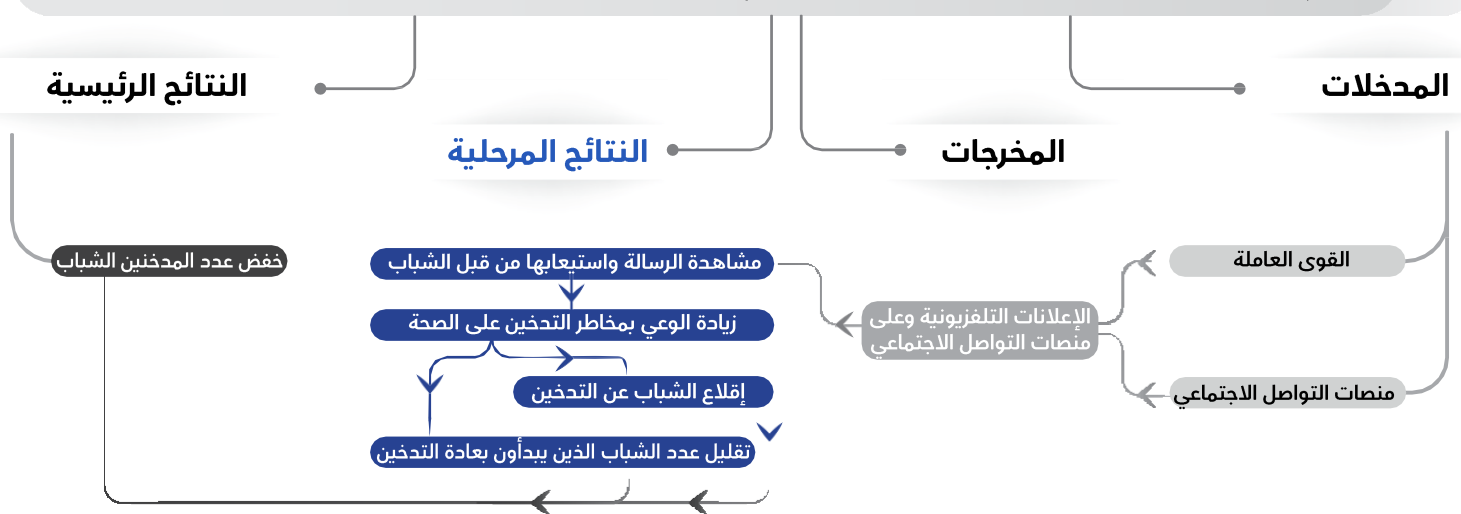 المدخلات
النتائج الرئيسية
المخرجات
النتائج المرحلية
القوى العاملة
منصات التواصل الاجتماعي
الإعلانات التلفزيونية وعلى
منصات التواصل الاجتماعي
مشاهدة الرسالة واستيعابها من قبل الشباب
زيادة الوعي بمخاطر التدخين على الصحة
إقلاع الشباب عن التدخين
تقليل عدد الشباب الذين يبدأون بعادة التدخين
خفض عدد المدخنين الشباب